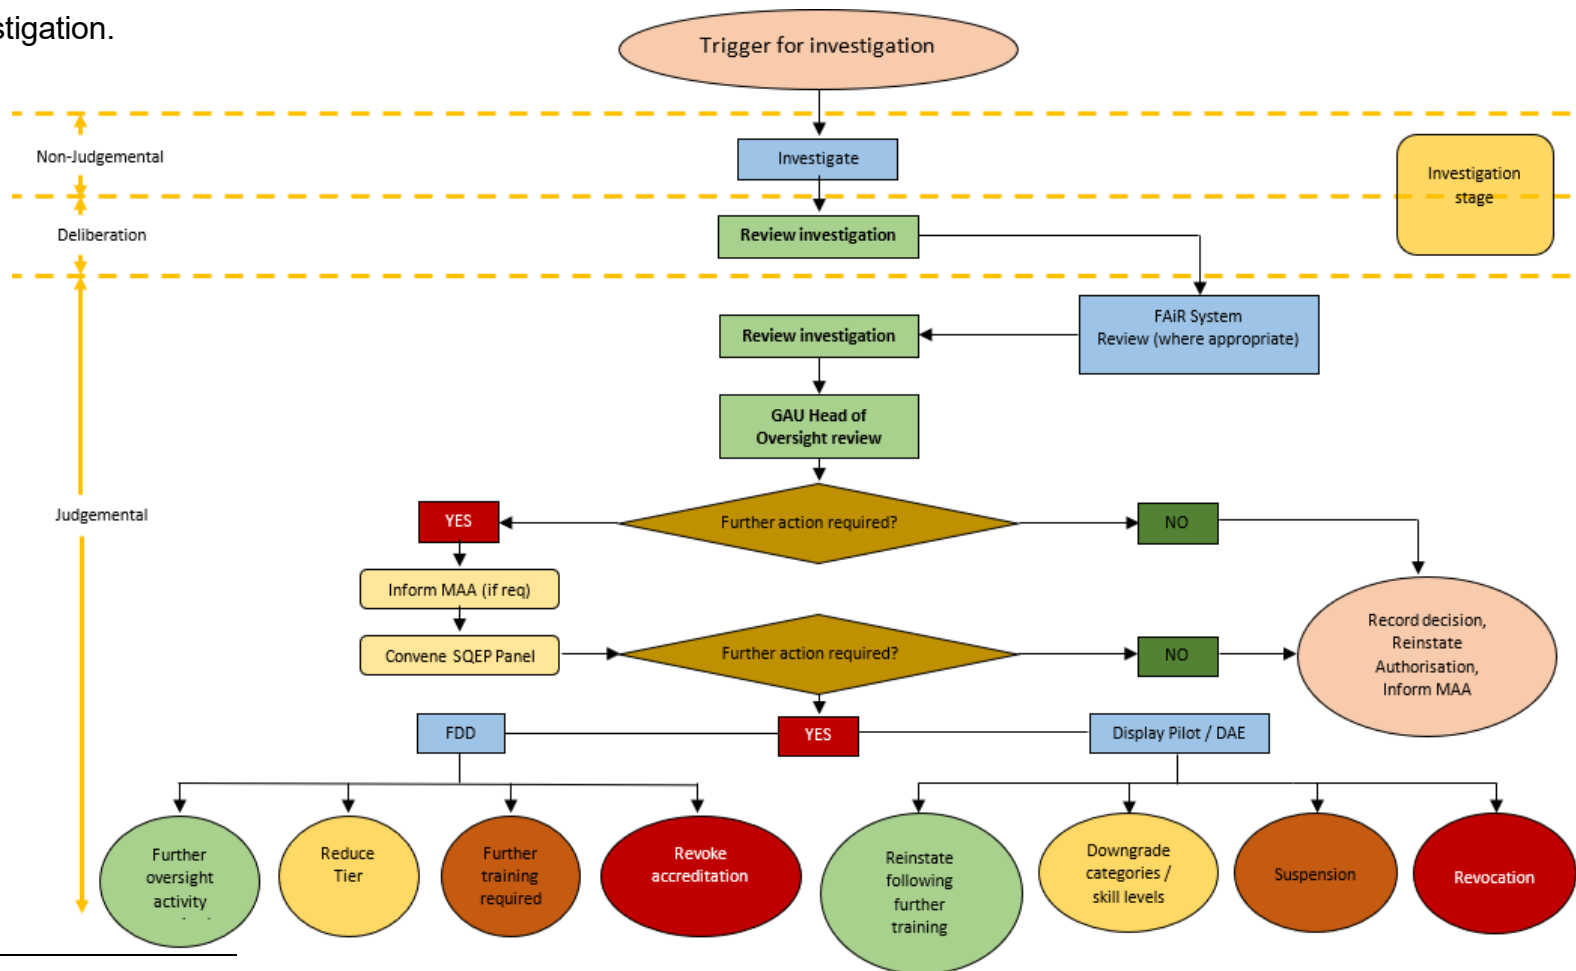 stigation.
Trigger for investigation
Non-Judgemental
Investigate
Investigation
stage
Deliberation
Review investigation
FAiR System
Review (where appropriate)
Review investigation
GAU Head of
Oversight review
Judgemental
YES
Further action required?
NO
Inform MAA (if req)
Convene SQEP Panel
Further action required?
NO
Record decision,
Reinstate
Authorisation,
Inform MAA
FDD
YES
Display Pilot / DAE
Further
oversight
activity
Reduce
Tier
Further
training
required
Revoke
accreditation
Reinstate
following
further
training
Downgrade
categories /
skill levels
Suspension
Revocation